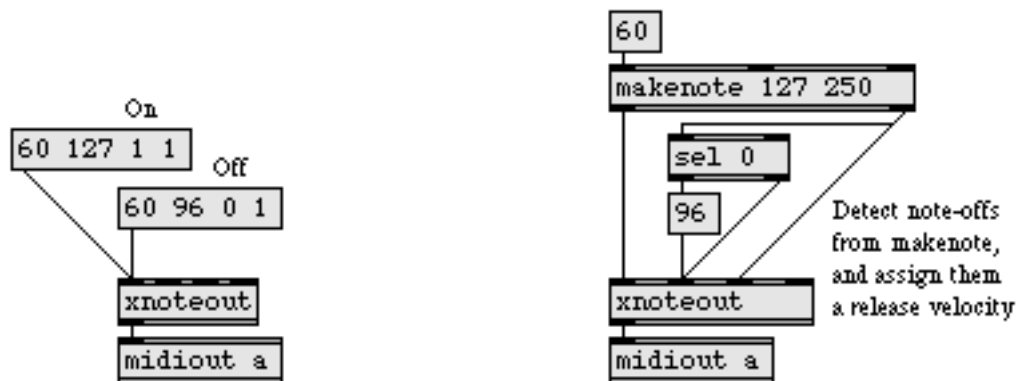 On
60 127 1 1
Off
60 96 0 1
xnoteout
midiout a
60
makenote 127 250
sel 0
96
Detect note-offs
from makenote,
and assign them
a release velocity
xnoteout
midiout a